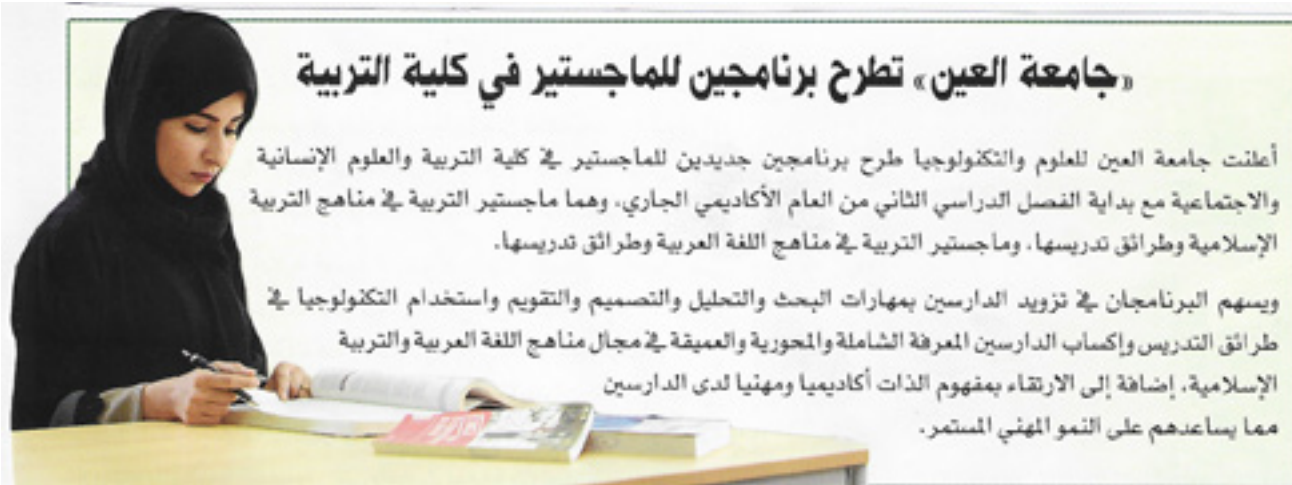 «جامعة العين» تطرح برنامجين للماجستير في كلية التربية
أعلنت جامعة العين للعلوم والتكنولوجيا طرح برنامجين جديدين للماجستير في كلية التربية والعلوم الإنسانية
والاجتماعية مع بداية الفصل الدراسي الثاني من العام الأكاديمي الجاري، وهما ماجستير التربية في مناهج التربية
الإسلامية وطرائق تدريسها، وماجستير التربية في مناهج اللغة العربية وطرائق تدريسها.
ويسهم البرنامجان في تزويد الدارسين بمهارات البحث والتحليل والتصميم والتقويم واستخدام التكنولوجيا في
طرائق التدريس وإكساب الدارسين المعرفة الشاملة والمحورية والعميقة في مجال مناهج اللغة العربية والتربية
الإسلامية، إضافة إلى الارتقاء بمفهوم الذات أكاديميا ومهنيا لدى الدارسين
مما يساعدهم على النمو المهني المستمر.